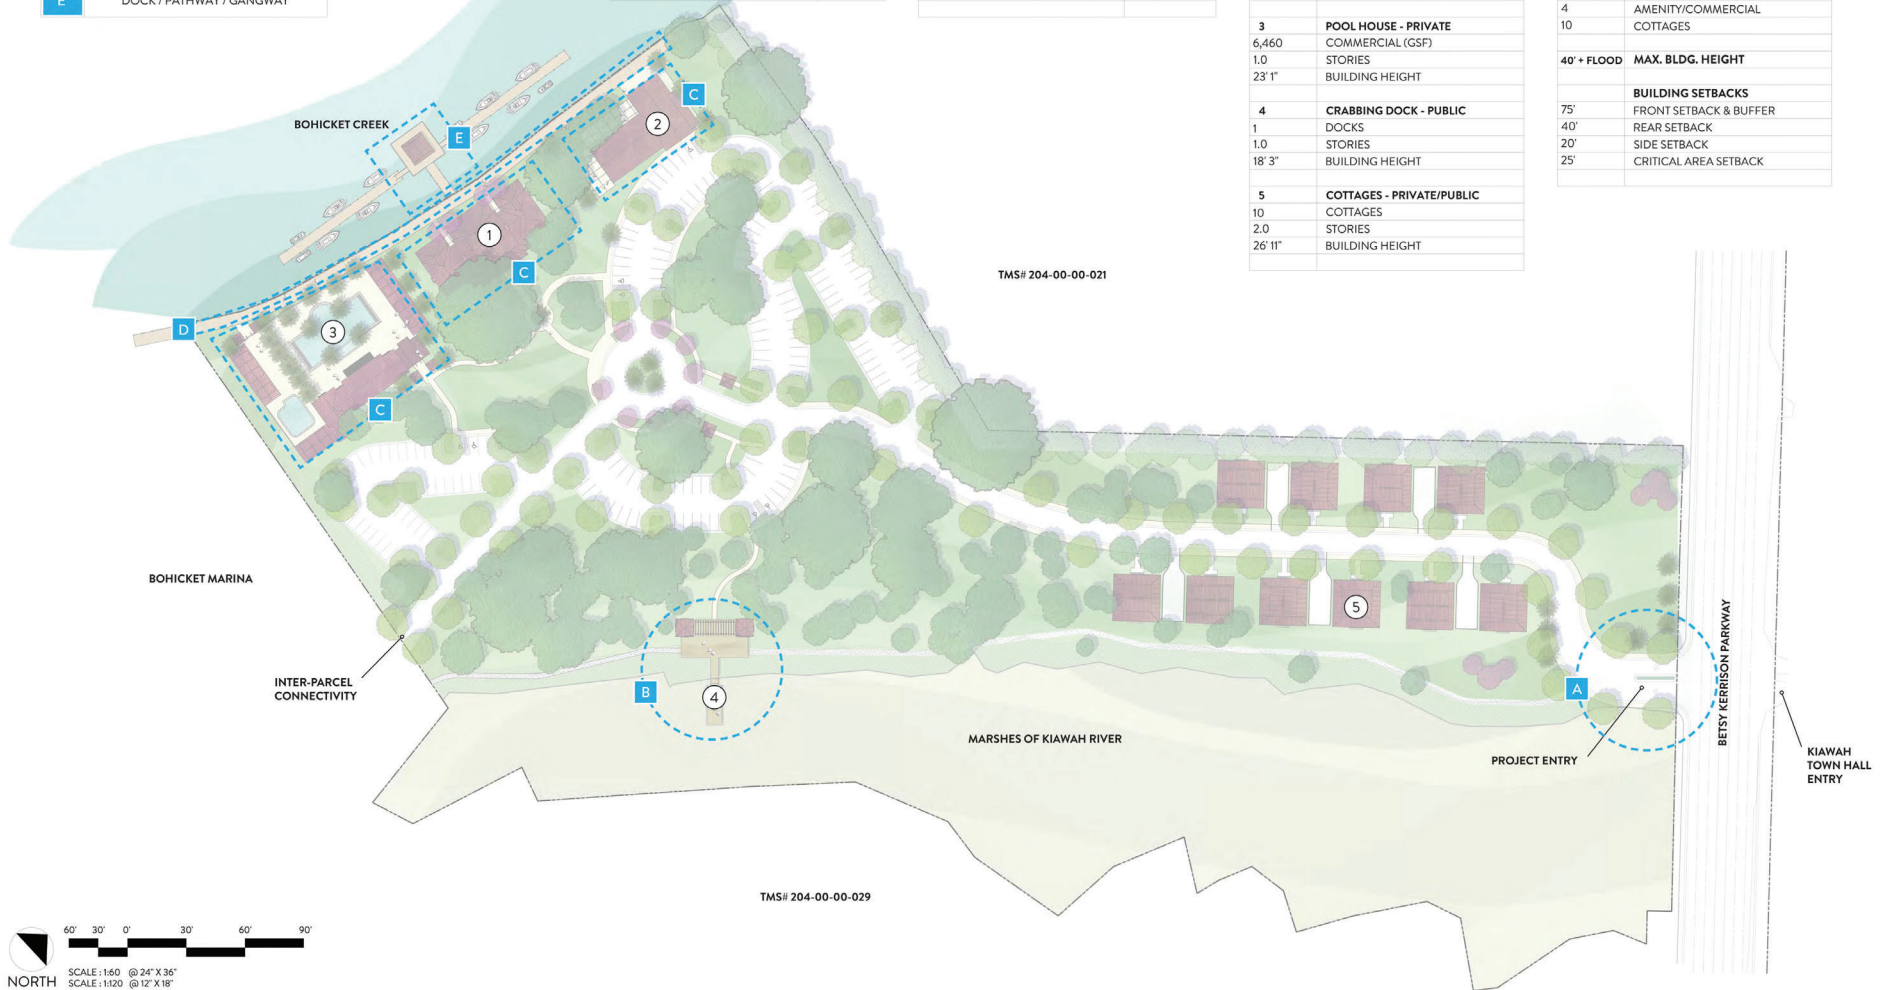 E DOCK / PATHWAY / GANGWAY
3 POOL HOUSE - PRIVATE
6,460 COMMERCIAL (GSF)
1.0 STORIES
23' 1" BUILDING HEIGHT
4 CRABBING DOCK - PUBLIC
1 DOCKS
1.0 STORIES
18' 3" BUILDING HEIGHT
5 COTTAGES - PRIVATE/PUBLIC
10 COTTAGES
2.0 STORIES
26' 11" BUILDING HEIGHT
4 AMENITY/COMMERCIAL
10 COTTAGES
40' + FLOOD MAX. BLDG. HEIGHT
BUILDING SETBACKS
75' FRONT SETBACK & BUFFER
40' REAR SETBACK
20' SIDE SETBACK
25' CRITICAL AREA SETBACK
C
2
BOHICKET CREEK
E
1
C
TMS# 204-00-00-021
D
3
C
BOHICKET MARINA
5
INTER-PARCEL
CONNECTIVITY
B
4
A
BETSY KERRISON PARKWAY
MARSHES OF KIAWAH RIVER
PROJECT ENTRY
KIAWAH
TOWN HALL
ENTRY
TMS# 204-00-00-029
60' 30' 0' 30' 60' 90'
NORTH
SCALE : 1:60 @ 24" X 36"
SCALE : 1:120 @ 12" X 18"